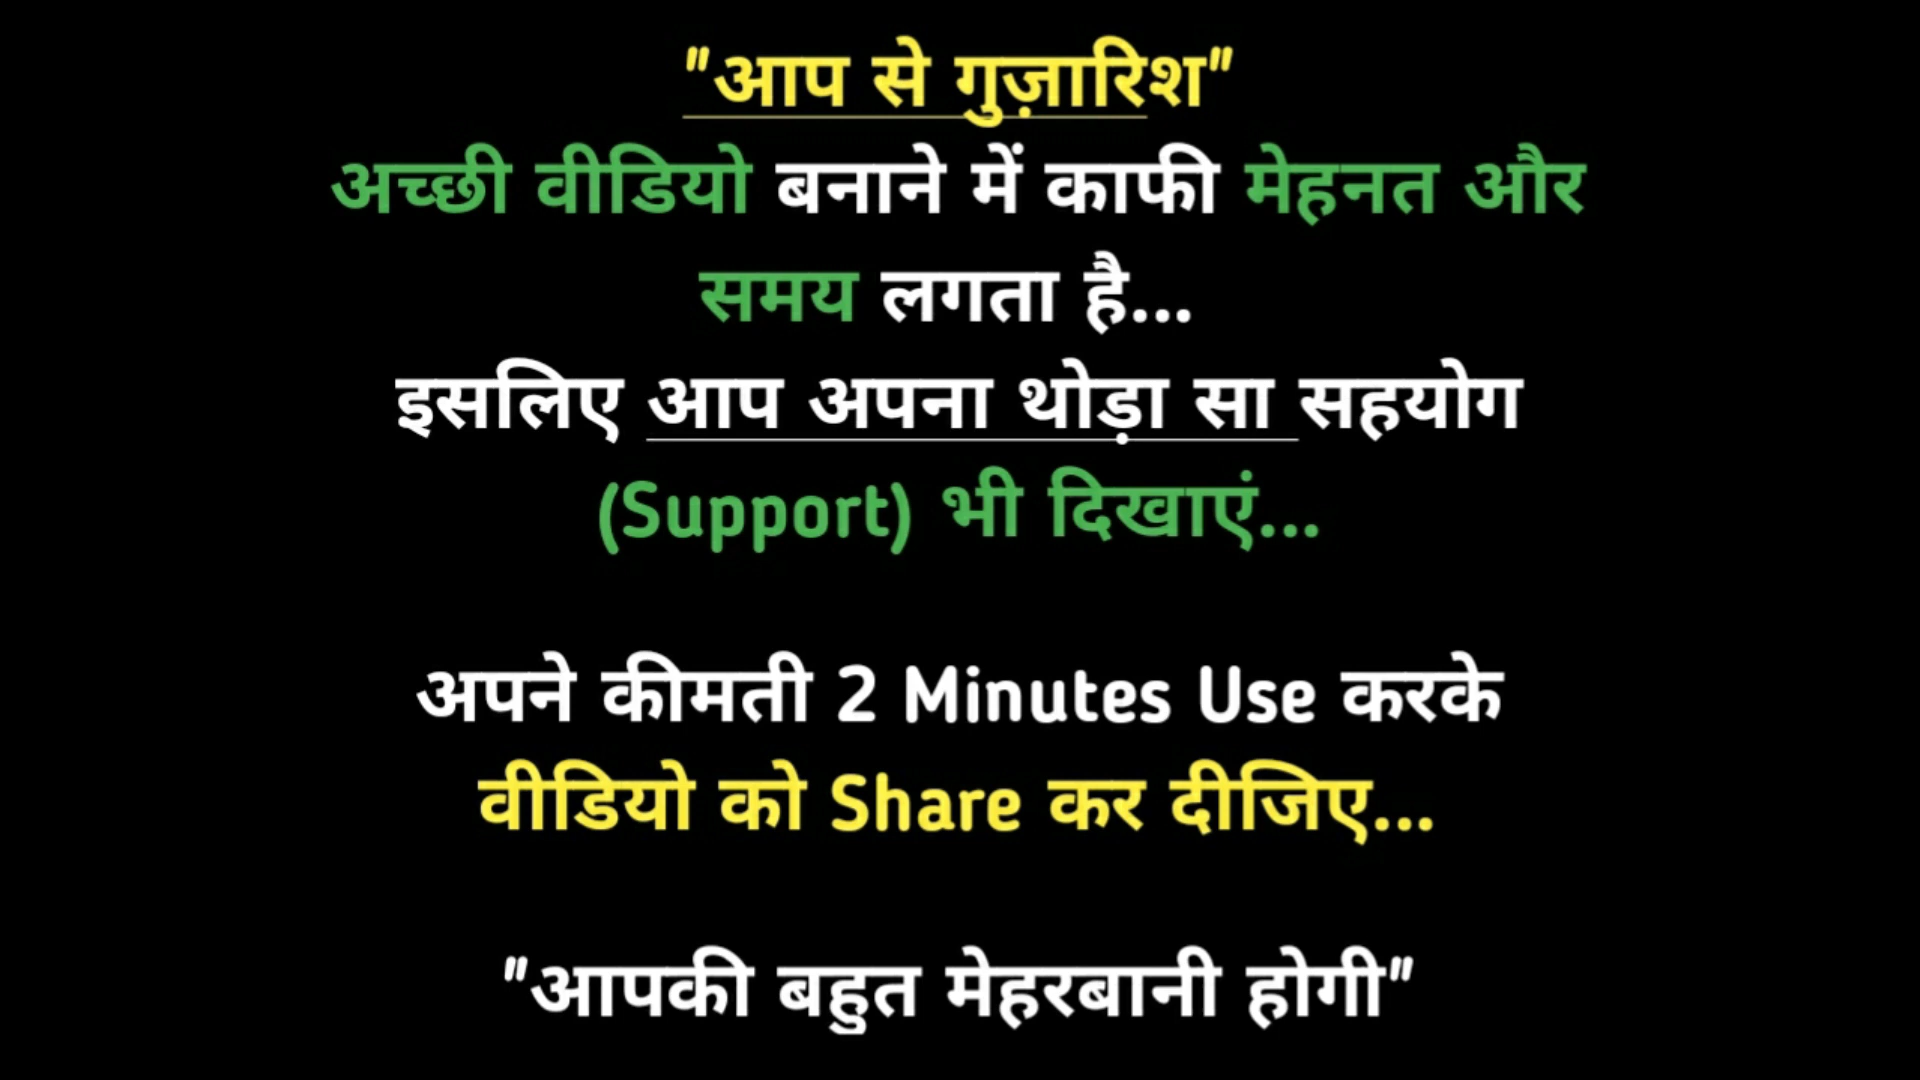 "आप से गुज़ारिश"
अच्छी वीडियो बनाने में काफी मेहनत और
समय लगता है...
इसलिए आप अपना थोड़ा सा सहयोग
(Support) भी दिखाएं...
अपने कीमती 2 Minutes Use करके
वीडियो को Share कर दीजिए...
"आपकी बहुत मेहरबानी होगी"